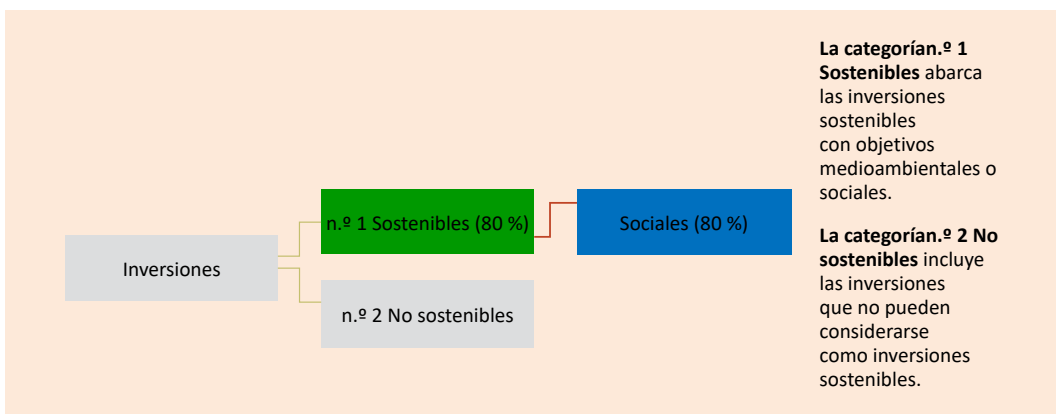 Inversiones
n.º 1 Sostenibles (80 %)
Sociales (80 %)
n.º 2 No sostenibles
La categorían.º 1
Sostenibles abarca
las inversiones
sostenibles
con objetivos
medioambientales o
sociales.
La categorían.º 2 No
sostenibles incluye
las inversiones
que no pueden
considerarse
como inversiones
sostenibles.